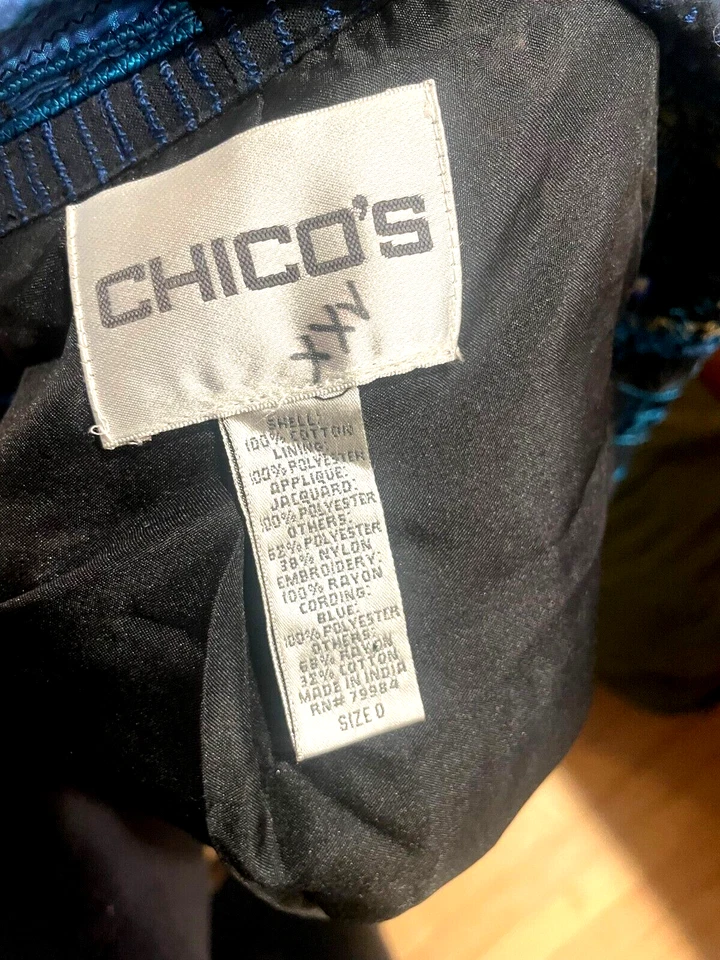 CHICO'S
SHELL:
100% COTTON
LINING:
100% POLYESTER
APPLIQUE:
JACQUARD:
100% POLYESTER
OTHERS:
62% POLYESTER
38% NYLON
EMBROIDERY:
100% RAYON
CORDING:
BLUE:
100% POLYESTER
OTHERS:
68% RAYON
32% COTTON
MADE IN INDIA
RN# 79984
SIZE 0